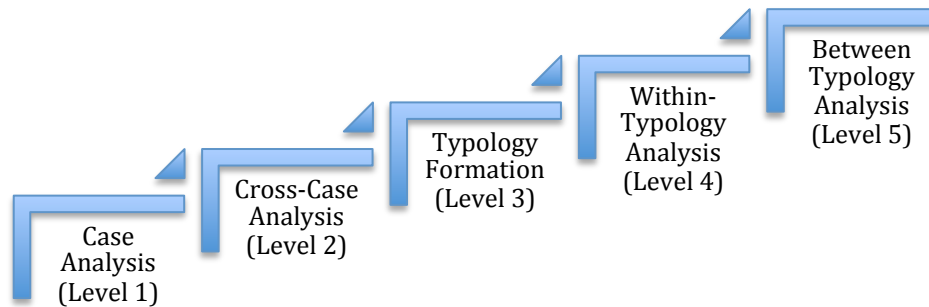 Case
Analysis
(Level 1)
Cross-Case
Analysis
(Level 2)
Typology
Formation
(Level 3)
Within-
Typology
Analysis
(Level 4)
Between
Typology
Analysis
(Level 5)